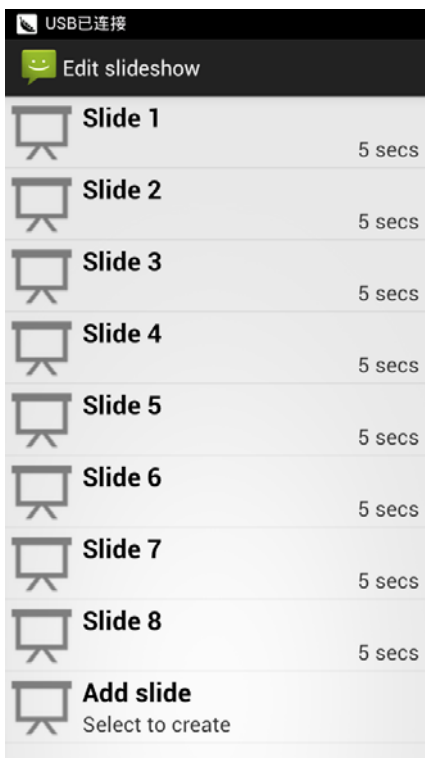 USB已连接
Edit slideshow
Slide 1
5 secs
Slide 2
5 secs
Slide 3
5 secs
Slide 4
5 secs
Slide 5
5 secs
Slide 6
5 secs
Slide 7
5 secs
Slide 8
5 secs
Add slide
Select to create